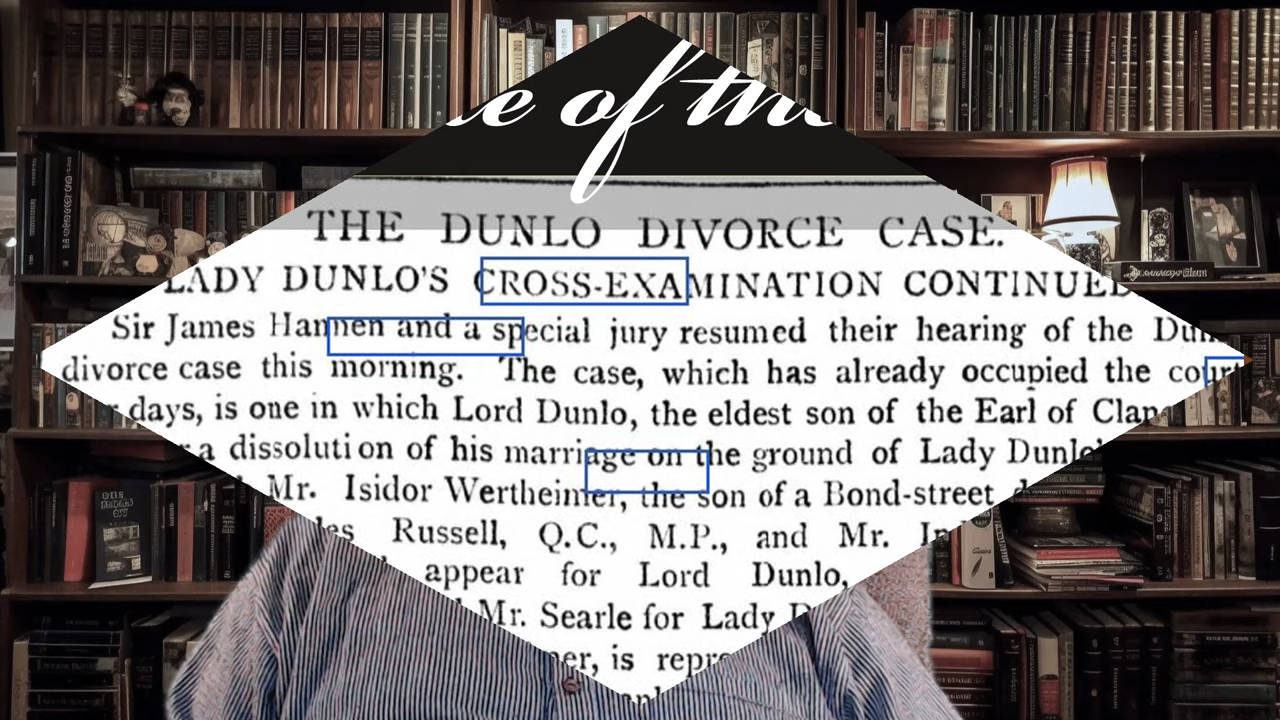 e of the
THE DUNLO DIVORCE CASE.
LADY DUNLO'S CROSS-EXAMINATION CONTINUED
Sir James Hannen and a special jury resumed their hearing of the
divorce case this morning. The case, which has already occupied the court
days, is one in which Lord Dunlo, the eldest son of the Earl of
a dissolution of his marriage on the ground of Lady Dunlo's
Mr. Isidor Wertheimer, the son of a Bond-street
Russell, Q.C., M.P., and Mr.
appear for Lord Dunlo,
Mr. Searle for Lady
is